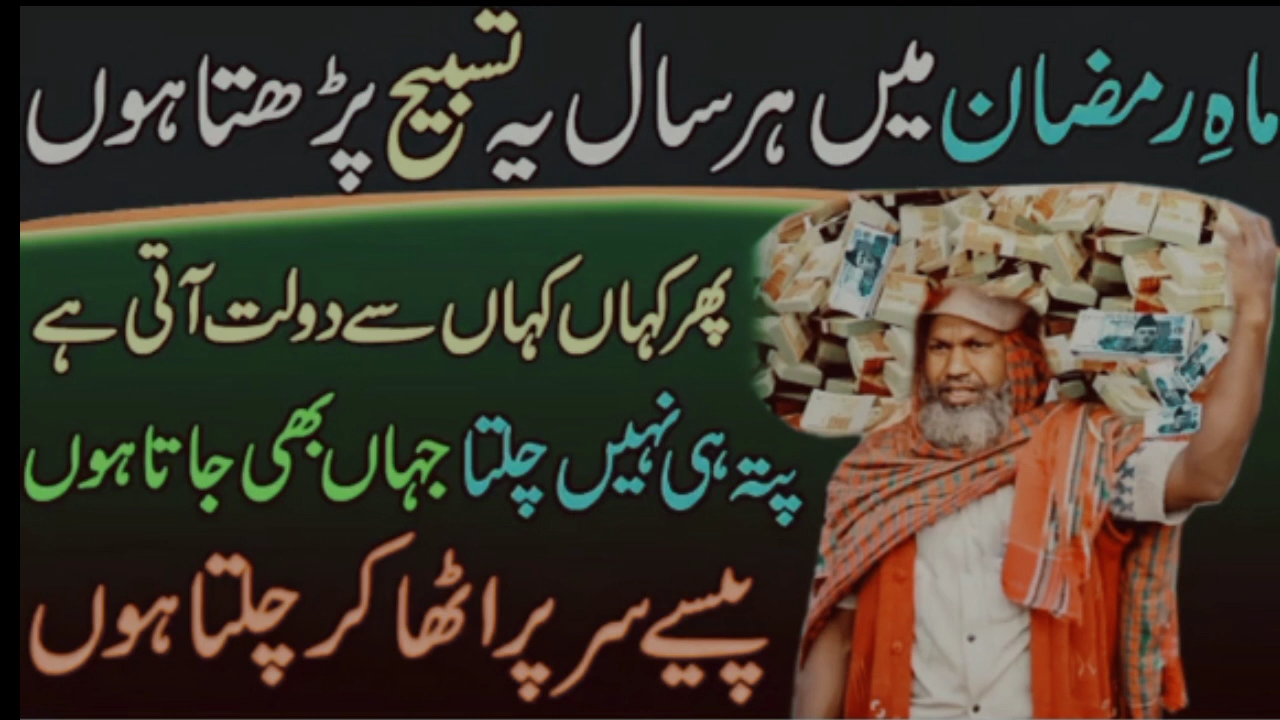 ماہِ رمضان میں ہر سال یہ تسبیح پڑھتا ہوں
پھر کہاں کہاں سے دولت آتی ہے
پتہ ہی نہیں چلتا جہاں بھی جاتا ہوں
پیسے سر پر اٹھا کر چلتا ہوں